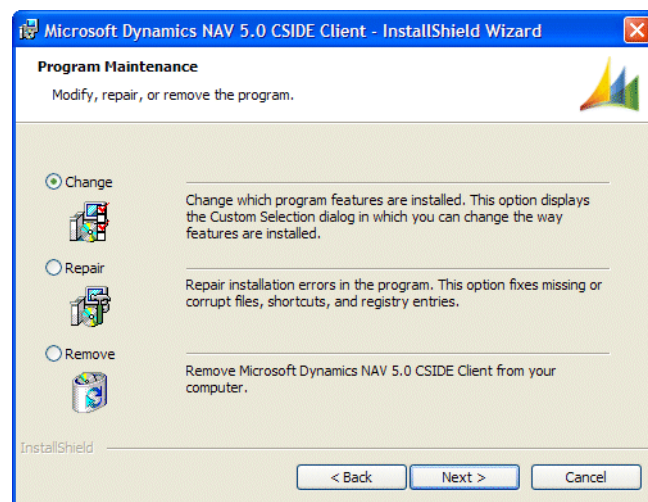 Microsoft Dynamics NAV 5.0 CSIDE Client - InstallShield Wizard
Program Maintenance
Modify, repair, or remove the program.
Change
Change which program features are installed. This option displays
the Custom Selection dialog in which you can change the way
features are installed.
Repair
Repair installation errors in the program. This option fixes missing or
corrupt files, shortcuts, and registry entries.
Remove
Remove Microsoft Dynamics NAV 5.0 CSIDE Client from your
computer.
InstallShield
< Back
Next >
Cancel